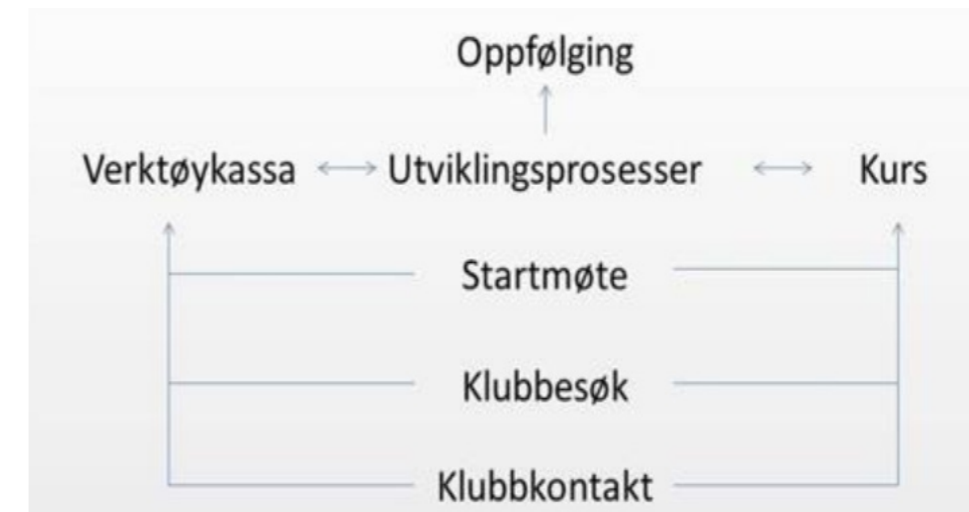 Oppfølging
Verktøykassa Utviklingsprosesser Kurs
Startmøte
Klubbesøk
Klubbkontakt